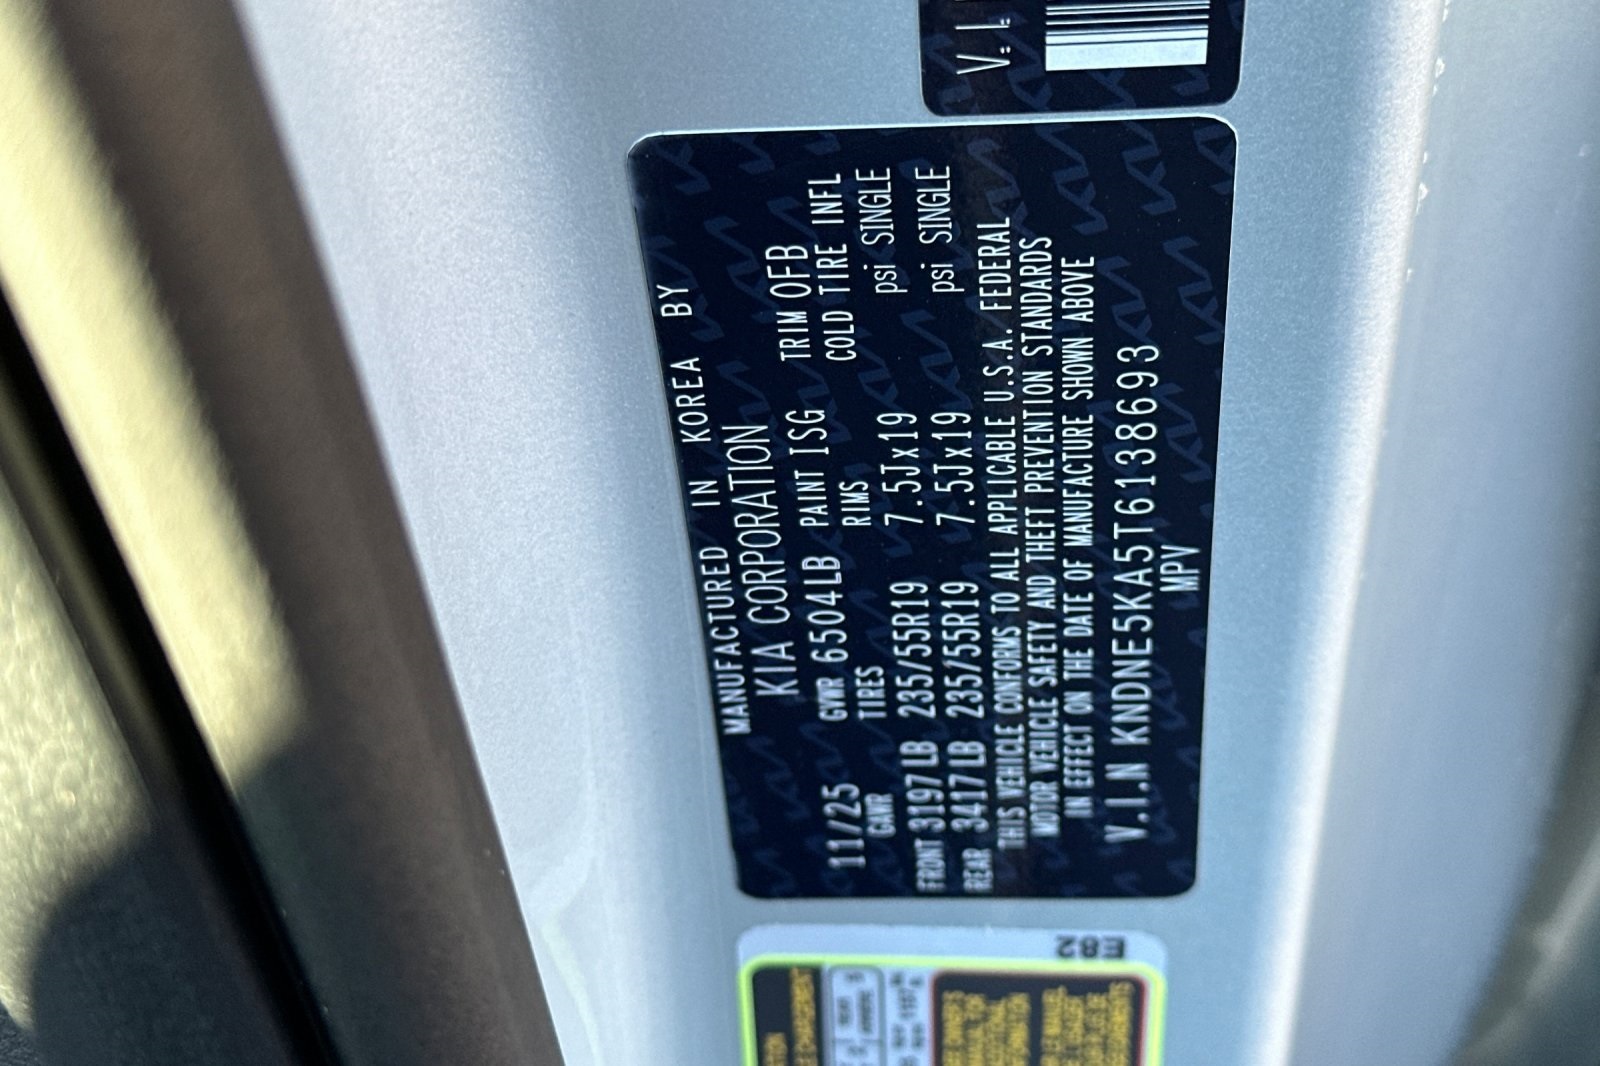 V.I.
MANUFACTURED IN KOREA BY
KIA CORPORATION
11/25 GVWR 6504LB PAINT ISG TRIM OFB
GAWR TIRES RIMS COLD TIRE INFL
FRONT 3197LB 235/55R19 7.5Jx19 psi SINGLE
REAR 3417LB 235/55R19 7.5Jx19 psi SINGLE
THIS VEHICLE CONFORMS TO ALL APPLICABLE U.S.A. FEDERAL
MOTOR VEHICLE SAFETY AND THEFT PREVENTION STANDARDS
IN EFFECT ON THE DATE OF MANUFACTURE SHOWN ABOVE
V.I.N KNDNE5KA5T6138693
MPV
E82